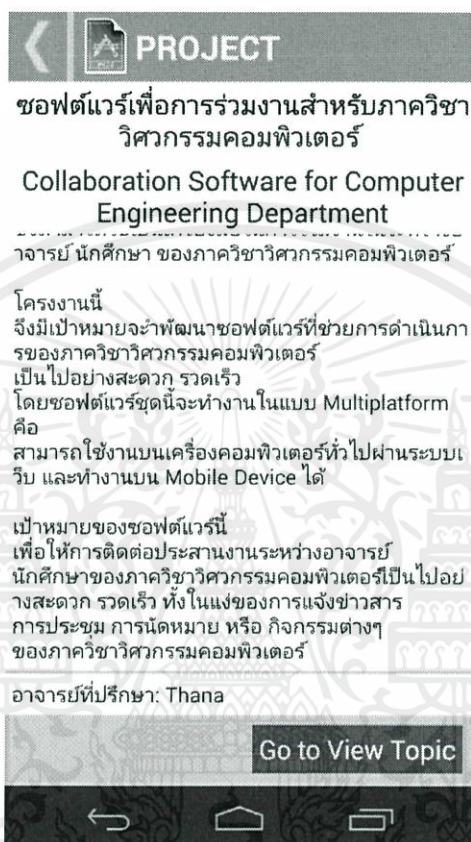 PROJECT
ซอฟต์แวร์เพื่อการร่วมงานสำหรับภาควิชา
วิศวกรรมคอมพิวเตอร์
Collaboration Software for Computer
Engineering Department
าจารย์ นักศึกษา ของภาควิชาวิศวกรรมคอมพิวเตอร์
โครงงานนี้
จึงมีเป้าหมายจะำพัฒนาซอฟต์แวร์ที่ช่วยการดำเนินกา
รของภาควิชาวิศวกรรมคอมพิวเตอร์
เป็นไปอย่างสะดวก รวดเร็ว
โดยซอฟต์แวร์ชุดนี้จะทำงานในแบบ Multiplatform
คือ
สามารถใช้งานบนเครื่องคอมพิวเตอร์ทั่วไปผ่านระบบเ
ว็บ และทำงานบน Mobile Device ได้
เป้าหมายของซอฟต์แวร์นี้
เพื่อให้การติดต่อประสานงานระหว่างอาจารย์
นักศึกษาของภาควิชาวิศวกรรมคอมพิวเตอร์เป็นไปอย่
างสะดวก รวดเร็ว ทั้งในแง่ของการแจ้งข่าวสาร
การประชุม การนัดหมาย หรือ กิจกรรมต่างๆ
ของภาควิชาวิศวกรรมคอมพิวเตอร์
อาจารย์ที่ปรึกษา: Thana
Go to View Topic